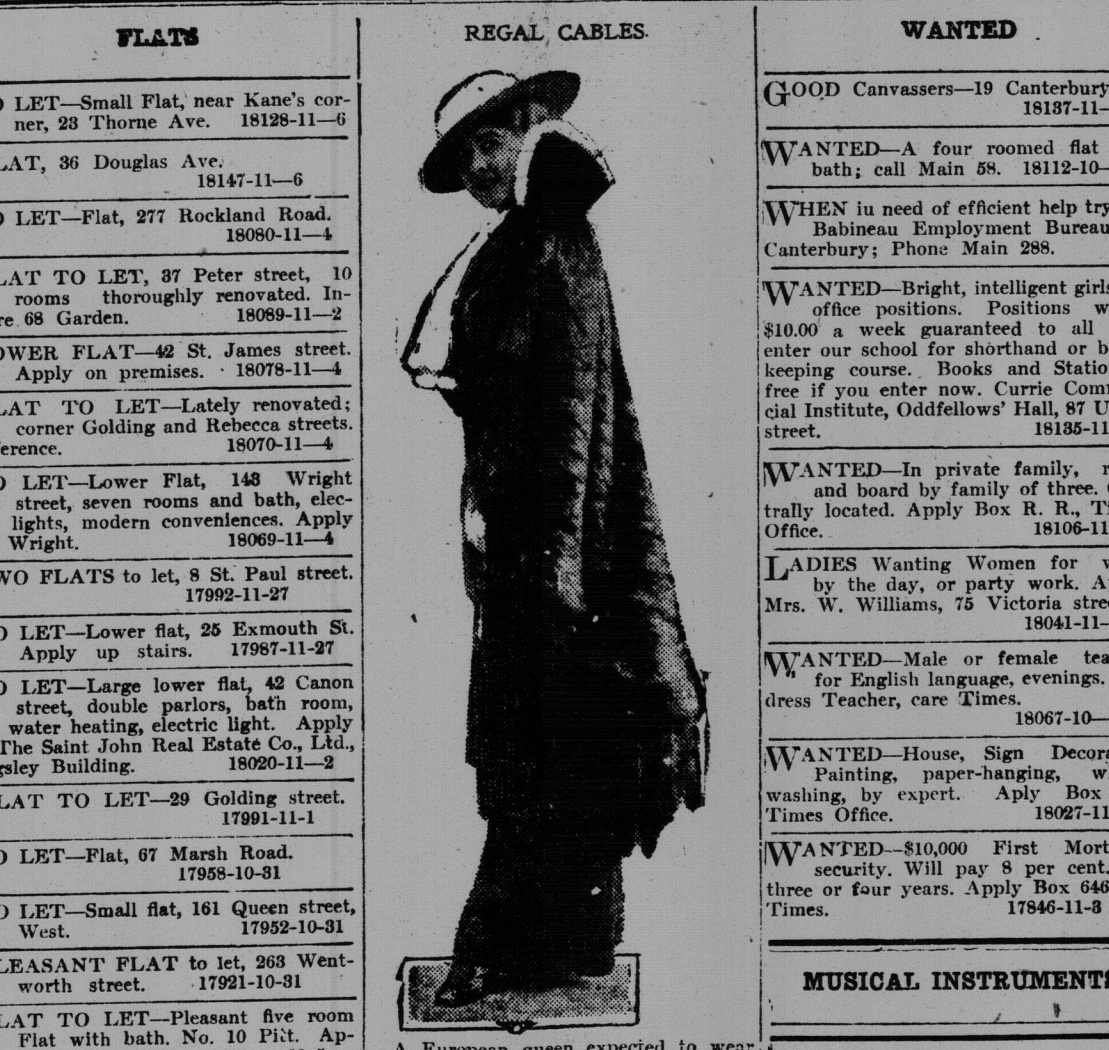 FLATS
LET—Small Flat, near Kane's cor-
ner, 23 Thorne Ave. 18128-11—6
LAT, 36 Douglas Ave.
18147-11—6
LET—Flat, 277 Rockland Road.
18080-11—4
LAT TO LET, 37 Peter street, 10
rooms thoroughly renovated. In-
re 68 Garden. 18089-11—2
OWER FLAT—42 St. James street.
Apply on premises. 18078-11—4
LAT TO LET—Lately renovated;
corner Golding and Rebecca streets.
erence. 18070-11—4
LET—Lower Flat, 143 Wright
street, seven rooms and bath, elec-
lights, modern conveniences. Apply
Wright. 18069-11—4
WO FLATS to let, 8 St. Paul street.
17992-11-27
LET—Lower flat, 25 Exmouth St.
Apply up stairs. 17987-11-27
LET—Large lower flat, 42 Canon
street, double parlors, bath room,
water heating, electric light. Apply
The Saint John Real Estate Co., Ltd.,
gsley Building. 18020-11—2
LAT TO LET—29 Golding street.
17991-11-1
LET—Flat, 67 Marsh Road.
17958-10-31
LET—Small flat, 161 Queen street,
West. 17952-10-31
LEASANT FLAT to let, 263 Went-
worth street. 17921-10-31
LAT TO LET—Pleasant five room
Flat with bath. No. 10 Pitt. Ap-
REGAL CABLES.
A European queen expected to wear
WANTED
GOOD Canvassers—19 Canterbury
18137-11—
WANTED—A four roomed flat
bath; call Main 58. 18112-10—
WHEN iu need of efficient help try
Babineau Employment Bureau
Canterbury; Phone Main 288.
WANTED—Bright, intelligent girls
office positions. Positions w
$10.00 a week guaranteed to all
enter our school for shorthand or b
keeping course. Books and Statio
free if you enter now. Currie Com
cial Institute, Oddfellows' Hall, 87 U
street. 18135-11
WANTED—In private family, r
and board by family of three.
trally located. Apply Box R. R., Ti
Office. 18106-11
LADIES Wanting Women for w
by the day, or party work. A
Mrs. W. Williams, 75 Victoria stre
18041-11—
WANTED—Male or female tea
for English language, evenings.
dress Teacher, care Times.
18067-10—
WANTED—House, Sign Decora
Painting, paper-hanging, w
washing, by expert. Aply Box
Times Office. 18027-11
WANTED—$10,000 First Mort
security. Will pay 8 per cent.
three or four years. Apply Box 646
Times. 17846-11-3
MUSICAL INSTRUMENTS